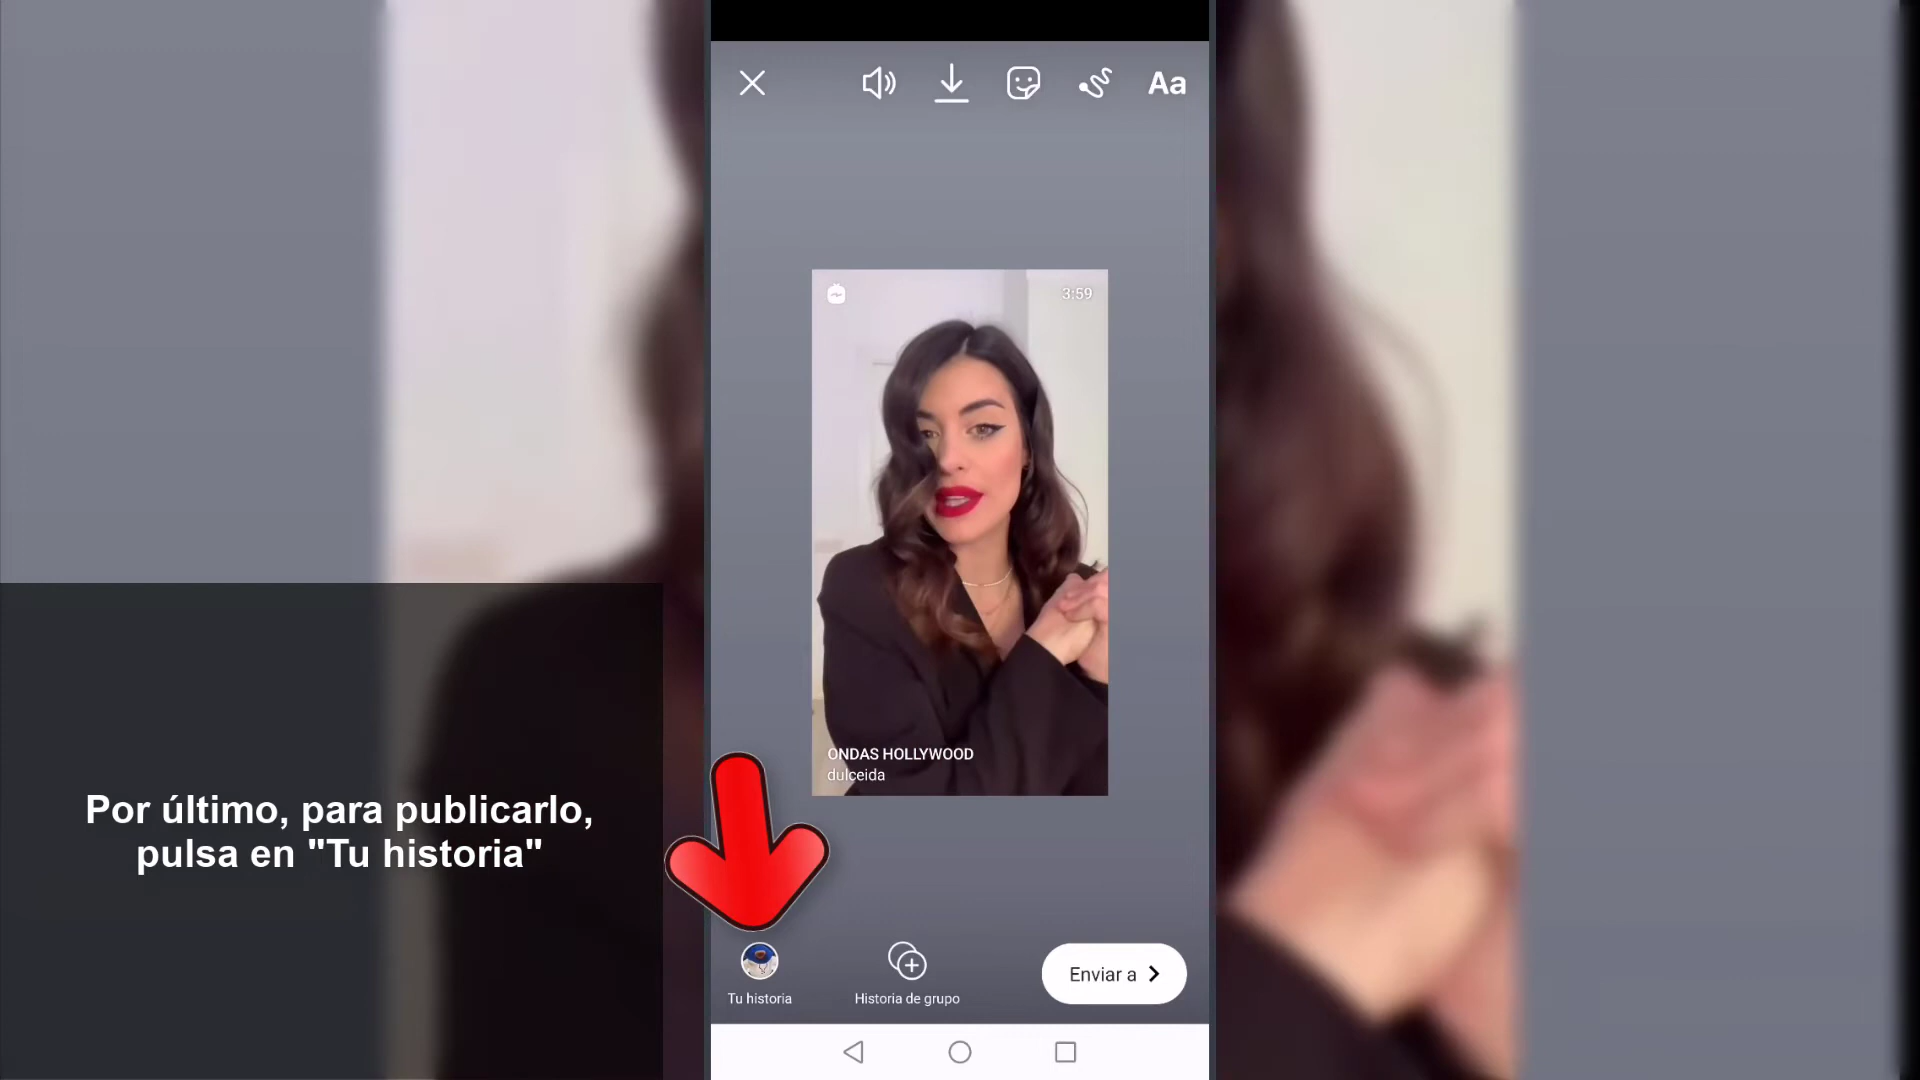 Aa
3:59
ONDAS HOLLYWOOD
dulceida
Por último, para publicarlo,
pulsa en "Tu historia"
Tu historia
Historia de grupo
Enviar a